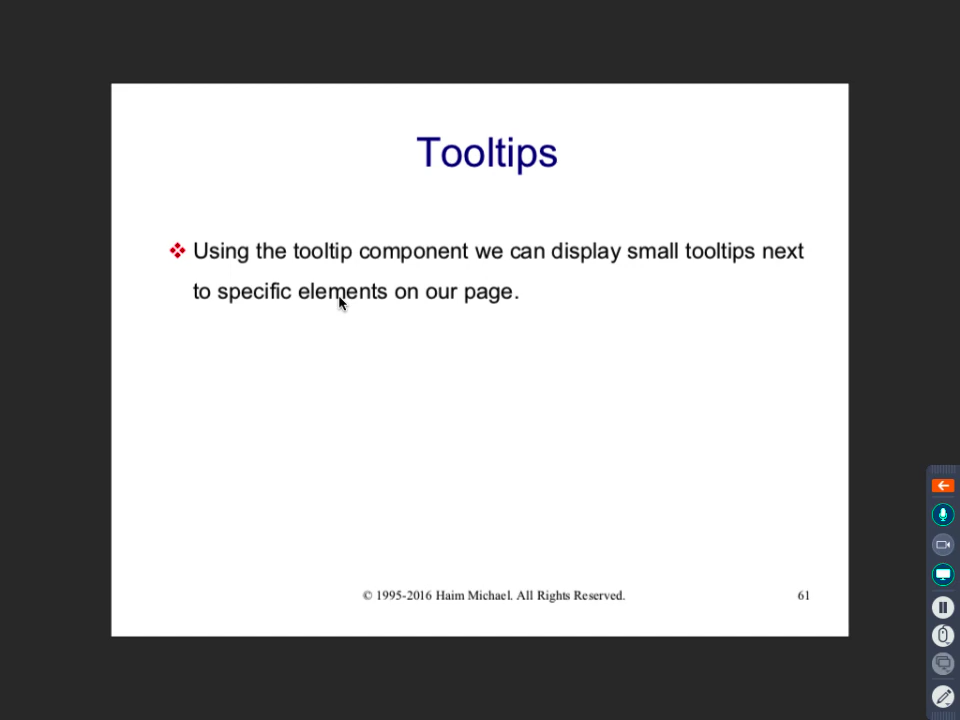 Tooltips
Using the tooltip component we can display small tooltips next
to specific elements on our page.
© 1995-2016 Haim Michael. All Rights Reserved.
61